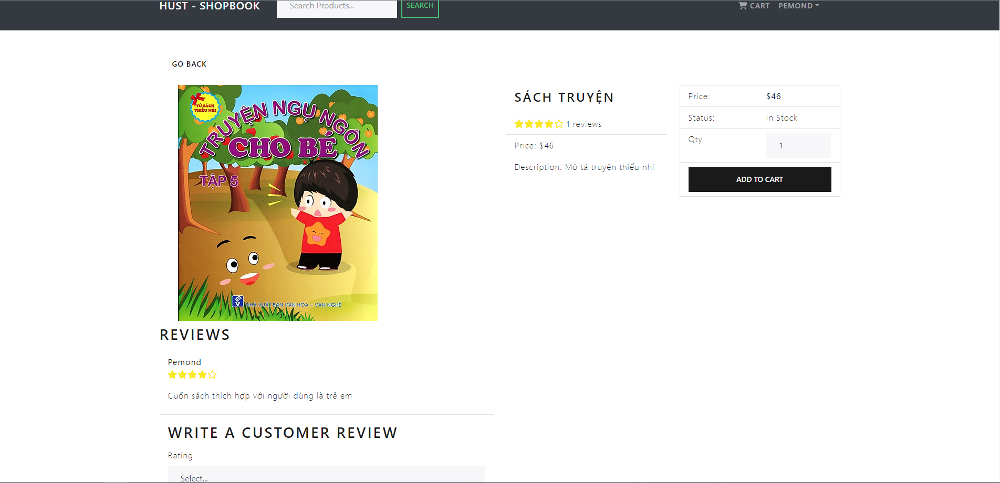 HUST - SHOPBOOK
Search Products...
SEARCH
CART
PEMOND
GO BACK
TỦ SÁCH
THIẾU NHI
TRUYỆN NGỤ NGÔN
CHO BÉ
TẬP 5
NHÀ XUẤT BẢN VĂN HÓA – VĂN NGHỆ
SÁCH TRUYỆN
1 reviews
Price: $46
Description: Mô tả truyện thiếu nhi
Price: $46
Status: In Stock
Qty 1
ADD TO CART
REVIEWS
Pemond
Cuốn sách thích hợp với người dùng là trẻ em
WRITE A CUSTOMER REVIEW
Rating
Select...